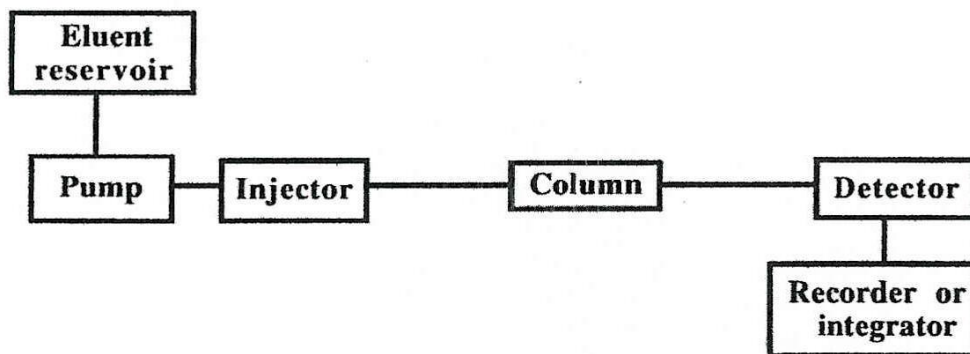 Eluent
reservoir
Pump
Injector
Column
Detector
Recorder or
integrator